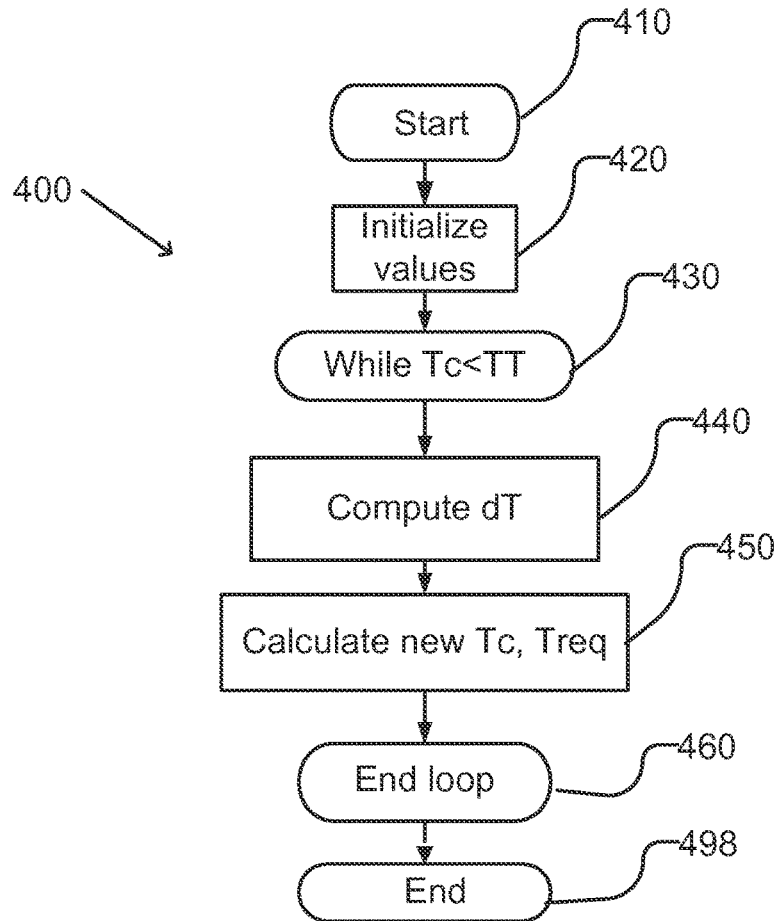 410
Start
400
420
Initialize
values
430
While Tc<TT
440
Compute dT
450
Calculate new Tc, Treq
460
End loop
498
End